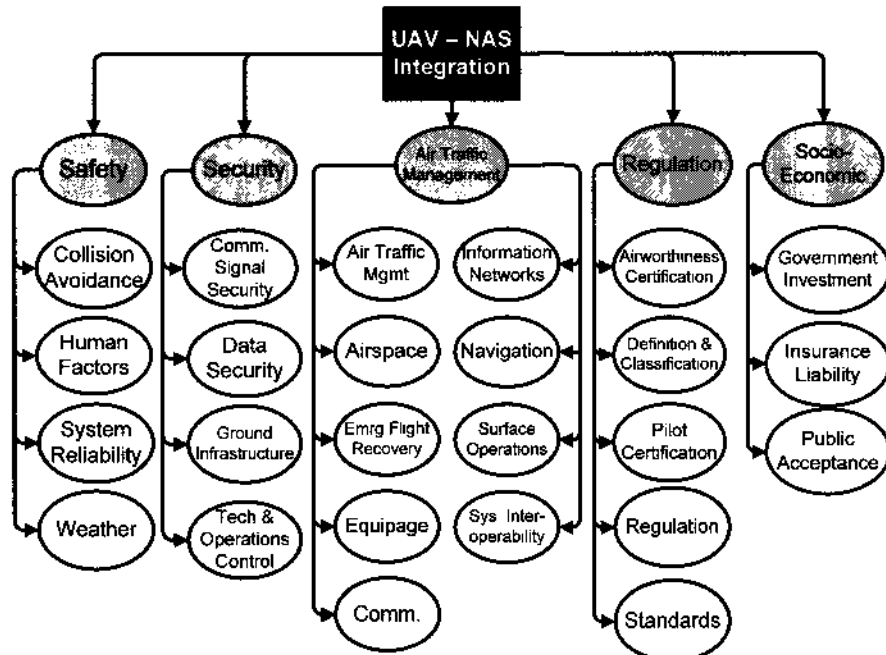 UAV – NAS
Integration
Safety
Security
Air Traffic
Management
Regulation
Socio-
Economic
Collision
Avoidance
Human
Factors
System
Reliability
Weather
Comm.
Signal
Security
Data
Security
Ground
Infrastructure
Tech &
Operations
Control
Air Traffic
Mgmt
Airspace
Emrg Flight
Recovery
Equipage
Comm.
Information
Networks
Navigation
Surface
Operations
Sys Inter-
operability
Airworthiness
Certification
Definition &
Classification
Pilot
Certification
Regulation
Standards
Government
Investment
Insurance
Liability
Public
Acceptance